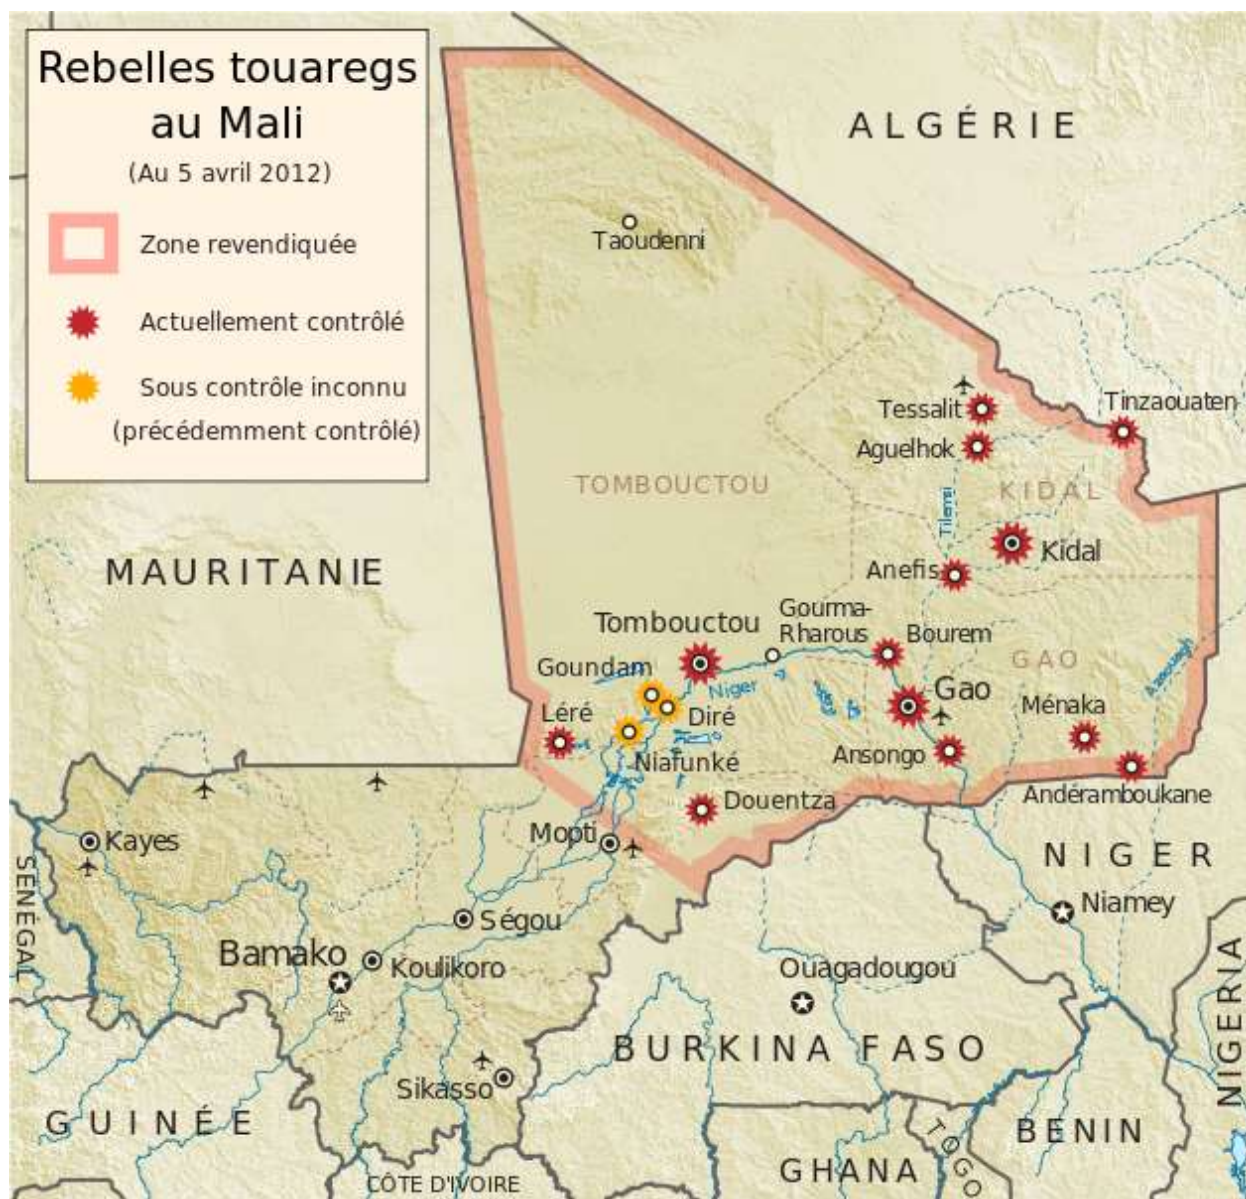 Rebelles touaregs
au Mali
(Au 5 avril 2012)
Zone revendiquée
Actuellement contrôlé
Sous contrôle inconnu
(précédemment contrôlé)
ALGÉRIE
Taoudenni
Tessalit
Tinzaouaten
Aguelhok
TOMBOUCTOU
KIDAL
Tilemsi
MAURITANIE
Kidal
Anefis
Gourma-
Rharous
Tombouctou
Bourem
Goundam
GAO
Azaouagh
Niger
Gao
Léré
Diré
Ménaka
Niafunké
Ansongo
Andéramboukane
Douentza
Mopti
Kayes
NIGER
SÉNÉGAL
Niamey
Ségou
Bamako
Koulikoro
Ouagadougou
NIGERIA
BURKINA FASO
Sikasso
GUINÉE
BENIN
TOGO
GHANA
CÔTE D'IVOIRE